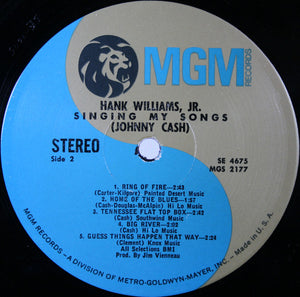 MGM
RECORDS
HANK WILLIAMS, JR.
SINGING MY SONGS
(JOHNNY CASH)
STEREO
Side 2
SE 4675
MGS 2177
1. RING OF FIRE—2:43
(Carter-Kilgore) Painted Desert Music
2. HOME OF THE BLUES—1:57
(Cash-Douglas-McAlpin) Hi Lo Music
3. TENNESSEE FLAT TOP BOX—2:42
(Cash) Southwind Music
4. BIG RIVER—2:02
(Cash) Hi Lo Music
5. GUESS THINGS HAPPEN THAT WAY—2:24
(Clement) Knox Music
All Selections BMI
Prod. by Jim Vienneau
MGM RECORDS — A DIVISION OF METRO-GOLDWYN-MAYER, INC. — Made in U.S.A.